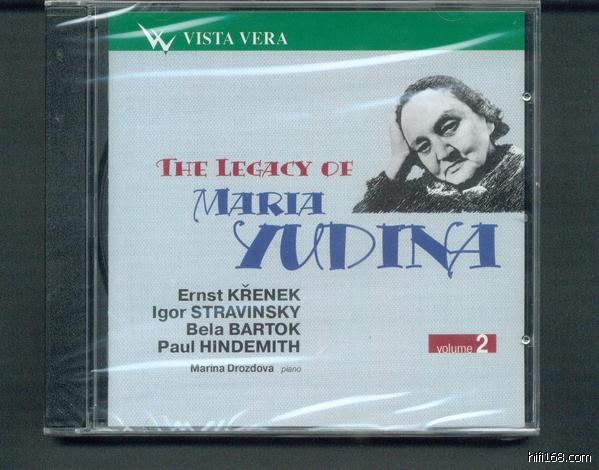 VISTA VERA
THE LEGACY OF
MARIA
YUDINA
Ernst KŘENEK
Igor STRAVINSKY
Bela BARTOK
Paul HINDEMITH
Marina Drozdova piano
volume 2
hifi168.com